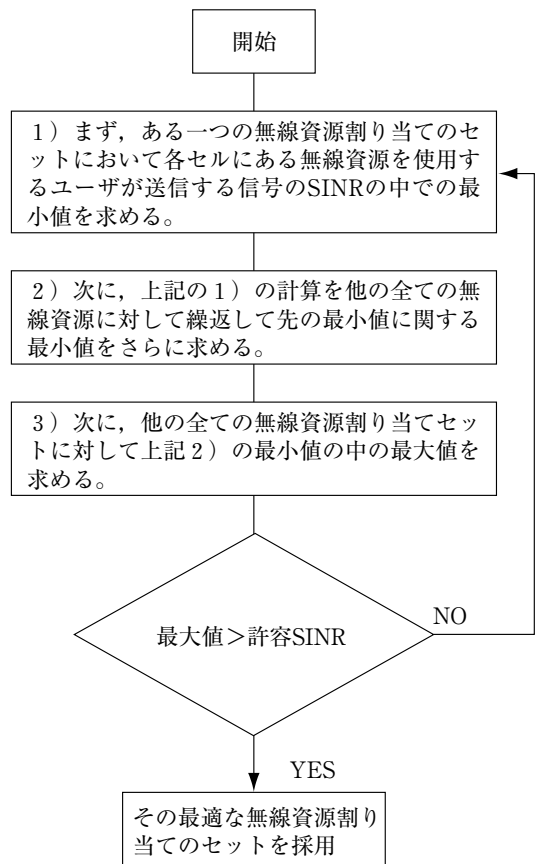 開始
1）まず，ある一つの無線資源割り当てのセ
ットにおいて各セルにある無線資源を使用す
るユーザが送信する信号のSINRの中での最
小値を求める。
2）次に，上記の1）の計算を他の全ての無
線資源に対して繰返して先の最小値に関する
最小値をさらに求める。
3）次に，他の全ての無線資源割り当てセッ
トに対して上記2）の最小値の中の最大値を
求める。
最大値＞許容SINR
NO
YES
その最適な無線資源割り
当てのセットを採用